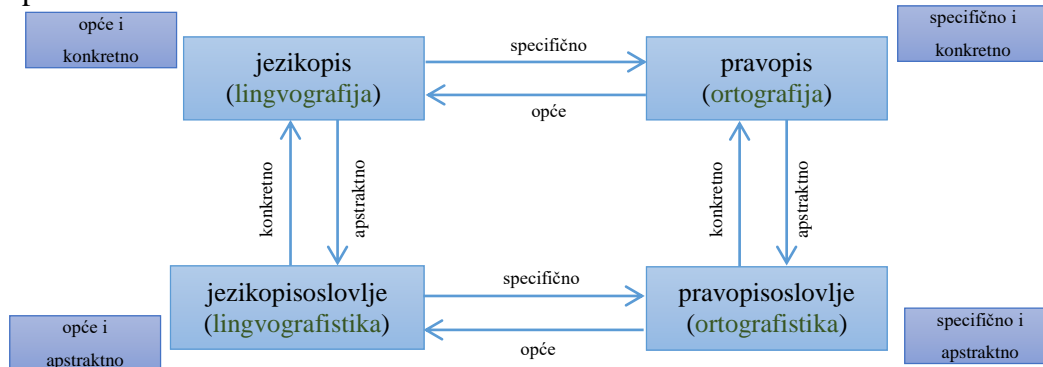 opće i
konkretno
jezikopis
(lingvografija)
specifično
opće
pravopis
(ortografija)
specifično i
konkretno
konkretno
apstraktno
konkretno
apstraktno
opće i
apstraktno
jezikopisoslovlje
(lingvografistika)
specifično
opće
pravopisoslovlje
(ortografistika)
specifično i
apstraktno